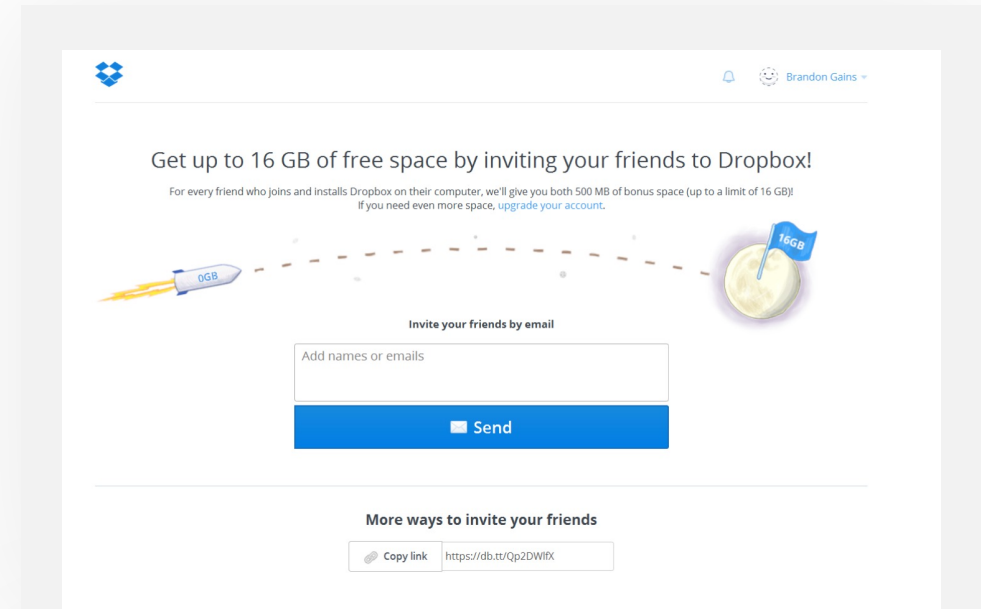 Brandon Gains
Get up to 16 GB of free space by inviting your friends to Dropbox!
For every friend who joins and installs Dropbox on their computer, we'll give you both 500 MB of bonus space (up to a limit of 16 GB)!
If you need even more space, upgrade your account.
16GB
0GB
Invite your friends by email
Add names or emails
Send
More ways to invite your friends
Copy link https://db.tt/Qp2DWlfX